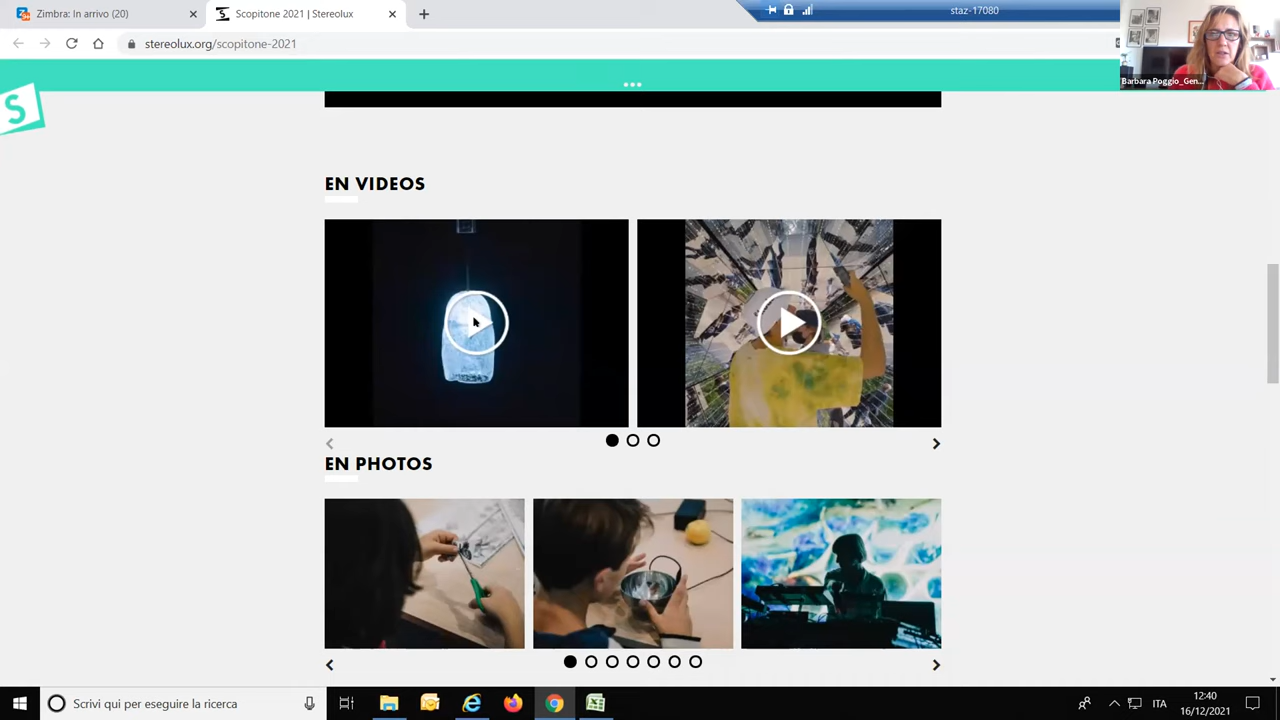 Zimbra: In arrivo (20)
Scopitone 2021 | Stereolux
staz-17080
stereolux.org/scopitone-2021
Barbara Poggio_Gen...
S
EN VIDEOS
EN PHOTOS
Scrivi qui per eseguire la ricerca
ITA
12:40
16/12/2021